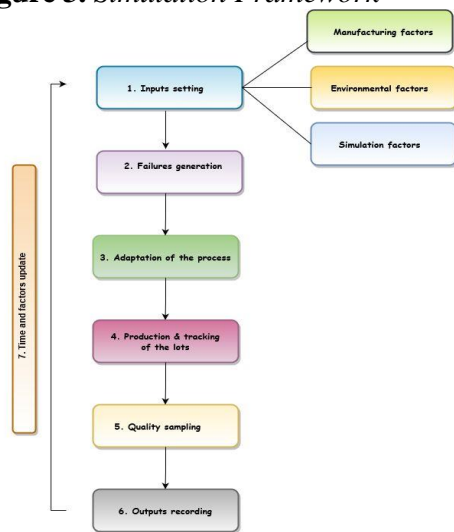 Simulation Framework
Manufacturing factors
1. Inputs setting
Environmental factors
Simulation factors
2. Failures generation
3. Adaptation of the process
4. Production & tracking
of the lots
5. Quality sampling
6. Outputs recording
7. Time and factors update